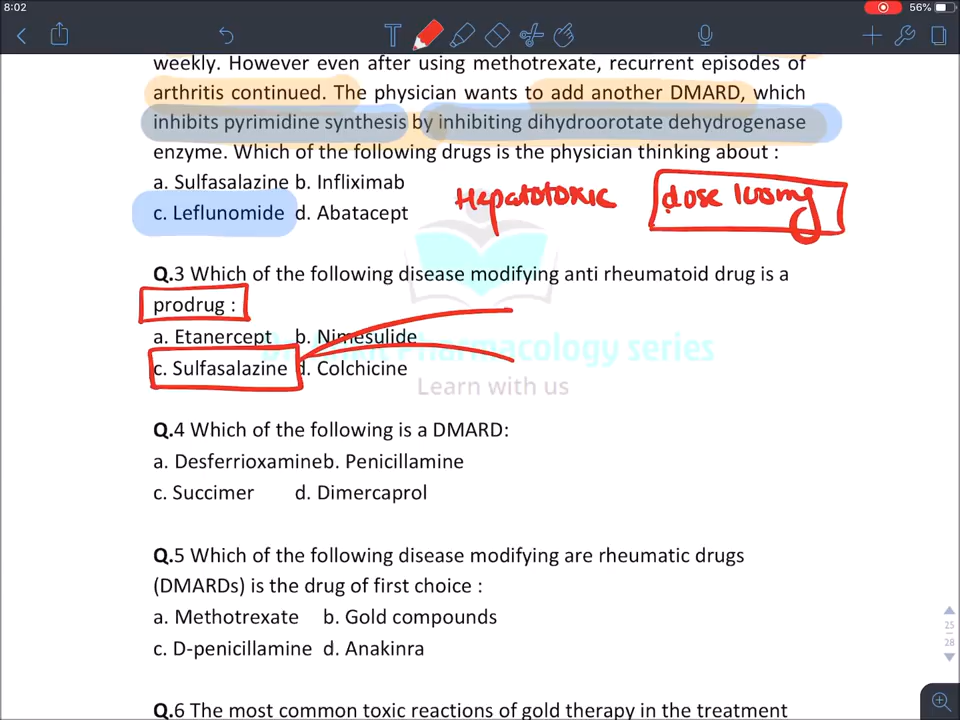 8:02
56%
T
weekly. However even after using methotrexate, recurrent episodes of
arthritis continued. The physician wants to add another DMARD, which
inhibits pyrimidine synthesis by inhibiting dihydroorotate dehydrogenase
enzyme. Which of the following drugs is the physician thinking about :
a. Sulfasalazine b. Infliximab
c. Leflunomide d. Abatacept
Hepatotoxic dose 100mg
Q.3 Which of the following disease modifying anti rheumatoid drug is a
prodrug :
a. Etanercept b. Nimesulide
Pharmacology series
c. Sulfasalazine d. Colchicine
Learn with us
Q.4 Which of the following is a DMARD:
a. Desferrioxamineb. Penicillamine
c. Succimer d. Dimercaprol
Q.5 Which of the following disease modifying are rheumatic drugs
(DMARDs) is the drug of first choice :
a. Methotrexate b. Gold compounds
c. D-penicillamine d. Anakinra
25
28
Q.6 The most common toxic reactions of gold therapy in the treatment